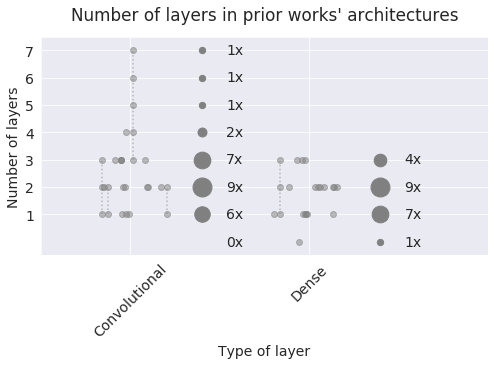 Number of layers in prior works' architectures
Number of layers
7 1x
6 1x
5 1x
4 2x
3 7x 4x
2 9x 9x
1 6x 7x
0x 1x
Convolutional Dense
Type of layer